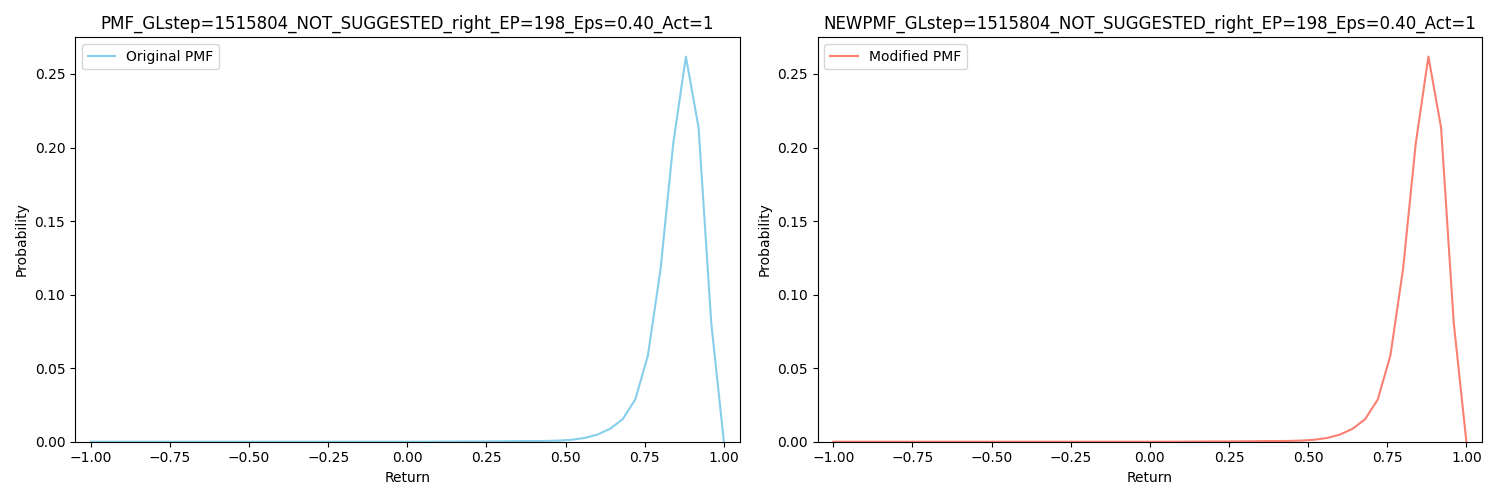 PMF_GLstep=1515804_NOT_SUGGESTED_right_EP=198_Eps=0.40_Act=1
Original PMF
Probability
0.25
0.20
0.15
0.10
0.05
0.00
−1.00 −0.75 −0.50 −0.25 0.00 0.25 0.50 0.75 1.00
Return
NEWPMF_GLstep=1515804_NOT_SUGGESTED_right_EP=198_Eps=0.40_Act=1
Modified PMF
Probability
0.25
0.20
0.15
0.10
0.05
0.00
−1.00 −0.75 −0.50 −0.25 0.00 0.25 0.50 0.75 1.00
Return